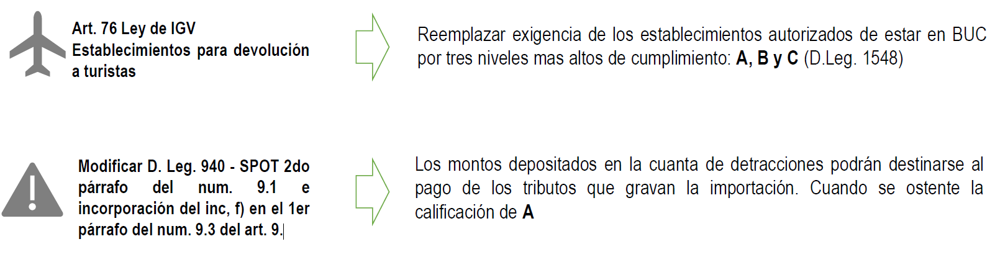 Art. 76 Ley de IGV
Establecimientos para devolución
a turistas
Reemplazar exigencia de los establecimientos autorizados de estar en BUC
por tres niveles mas altos de cumplimiento: A, B y C (D.Leg. 1548)
Modificar D. Leg. 940 - SPOT 2do
párrafo del num. 9.1 e
incorporación del inc, f) en el 1er
párrafo del num. 9.3 del art. 9.
Los montos depositados en la cuanta de detracciones podrán destinarse al
pago de los tributos que gravan la importación. Cuando se ostente la
calificación de A